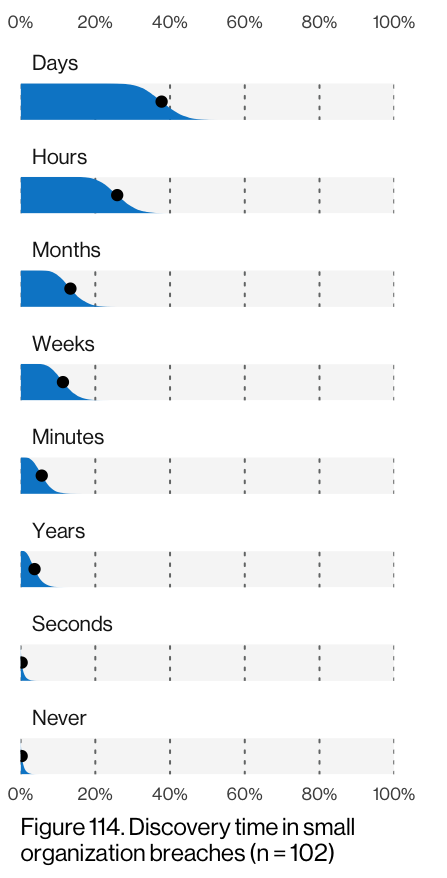 0% 20% 40% 60% 80% 100%
Days
Hours
Months
Weeks
Minutes
Years
Seconds
Never
0% 20% 40% 60% 80% 100%
Figure 114. Discovery time in small
organization breaches (n = 102)